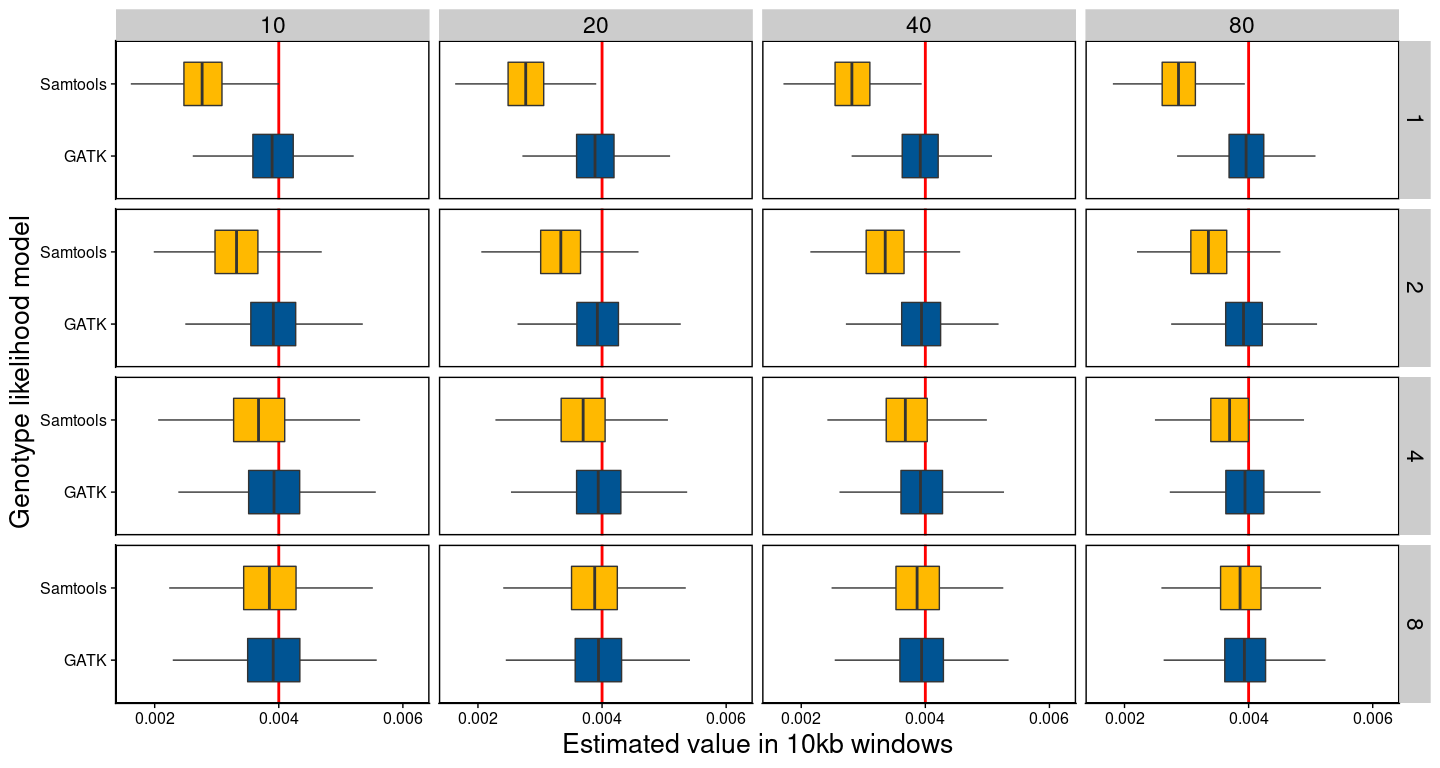 10 20 40 80
Samtools
GATK
1
Samtools
GATK
2
Samtools
GATK
4
Samtools
GATK
8
Genotype likelihood model
0.002 0.004 0.006 0.002 0.004 0.006 0.002 0.004 0.006 0.002 0.004 0.006
Estimated value in 10kb windows